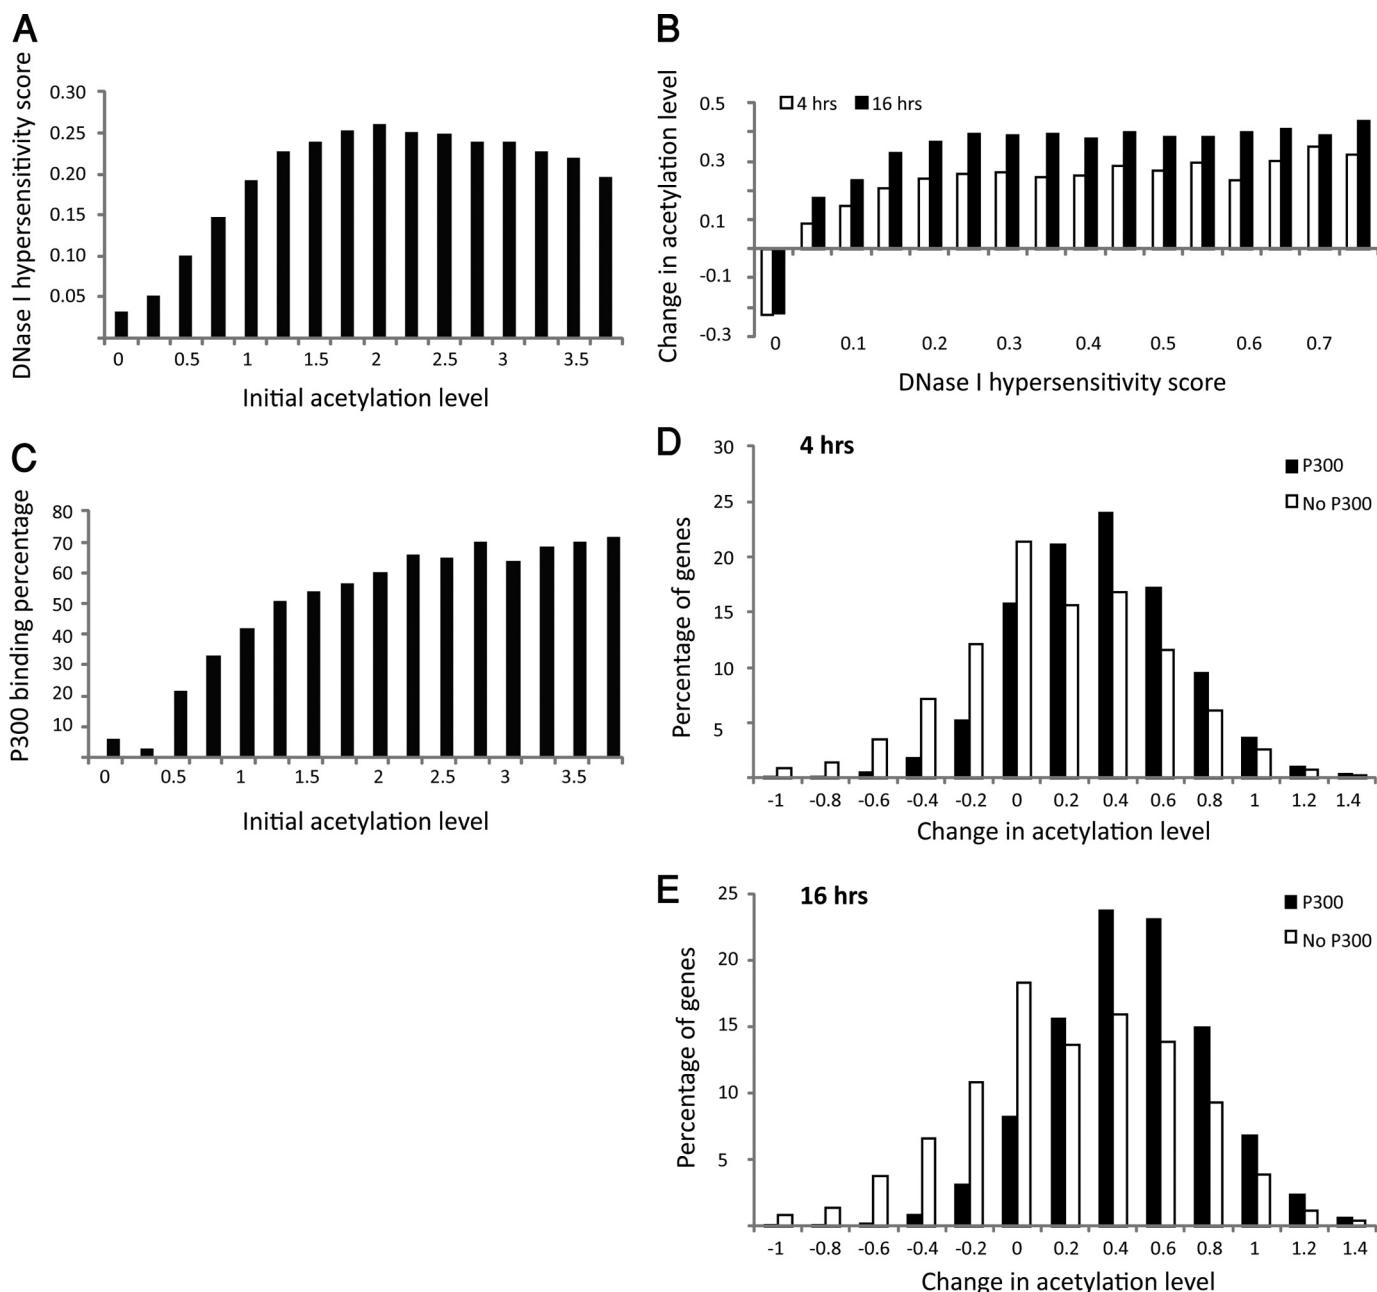 A
DNase I hypersensitivity score
0.30
0.25
0.20
0.15
0.10
0.05
0 0.5 1 1.5 2 2.5 3 3.5
Initial acetylation level
B
Change in acetylation level
4 hrs 16 hrs
0.5
0.3
0.1
-0.1
-0.3
0 0.1 0.2 0.3 0.4 0.5 0.6 0.7
DNase I hypersensitivity score
C
P300 binding percentage
80
70
60
50
40
30
20
10
0 0.5 1 1.5 2 2.5 3 3.5
Initial acetylation level
D
4 hrs
P300
No P300
Percentage of genes
30
25
20
15
10
5
-1 -0.8 -0.6 -0.4 -0.2 0 0.2 0.4 0.6 0.8 1 1.2 1.4
Change in acetylation level
E
16 hrs
P300
No P300
Percentage of genes
25
20
15
10
5
-1 -0.8 -0.6 -0.4 -0.2 0 0.2 0.4 0.6 0.8 1 1.2 1.4
Change in acetylation level